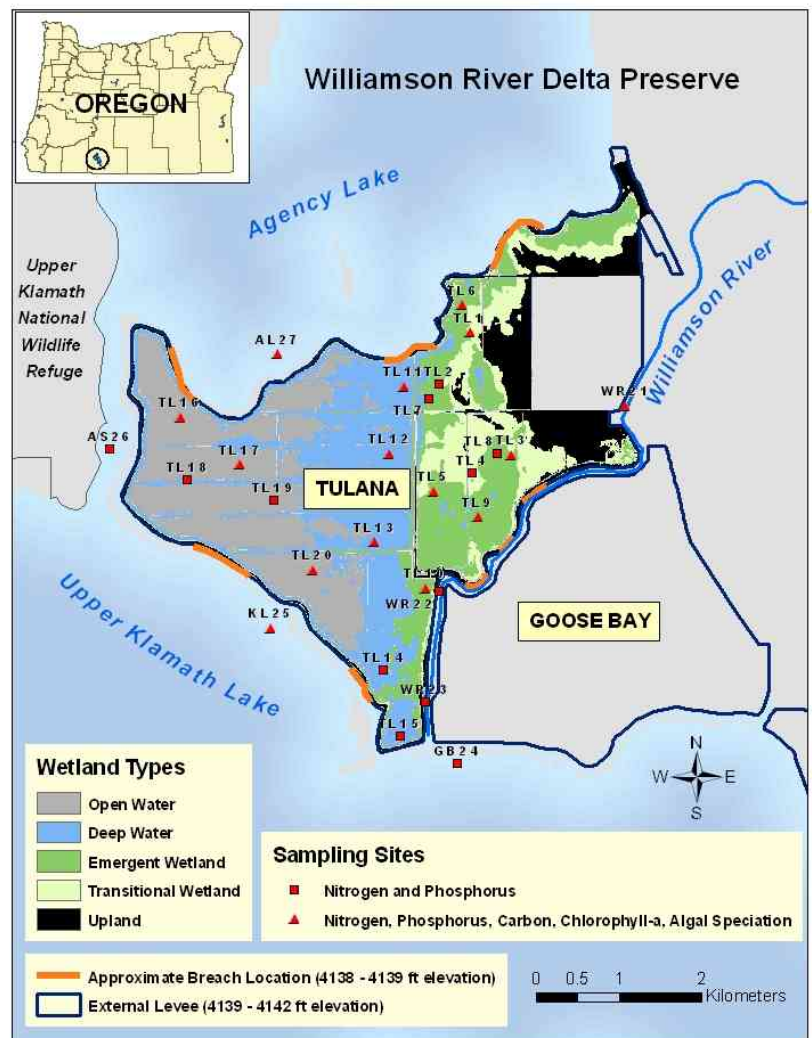 OREGON
Williamson River Delta Preserve
Agency Lake
Upper
Klamath
National
Wildlife
Refuge
Williamson River
TL6
TL1
AL27
TL11
TL2
TL7
WR21
TL16
AS26
TL17
TL12
TL8
TL3
TL18
TL4
TL19
TULANA
TL5
TL9
TL13
TL20
TL10
WR22
KL25
GOOSE BAY
Upper Klamath Lake
TL14
WR23
TL15
GB24
N
W
E
S
Wetland Types
Open Water
Deep Water
Emergent Wetland
Transitional Wetland
Upland
Sampling Sites
Nitrogen and Phosphorus
Nitrogen, Phosphorus, Carbon, Chlorophyll-a, Algal Speciation
Approximate Breach Location (4138 - 4139 ft elevation)
External Levee (4139 - 4142 ft elevation)
0 0.5 1 2
Kilometers